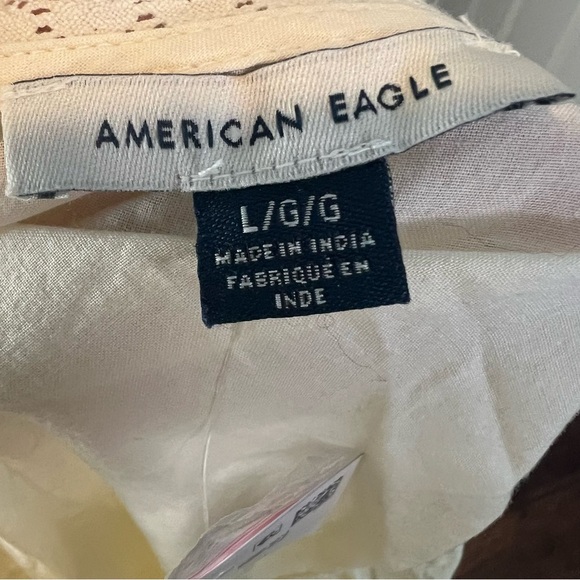 AMERICAN EAGLE
L/G/G
MADE IN INDIA
FABRIQUÉ EN
INDE